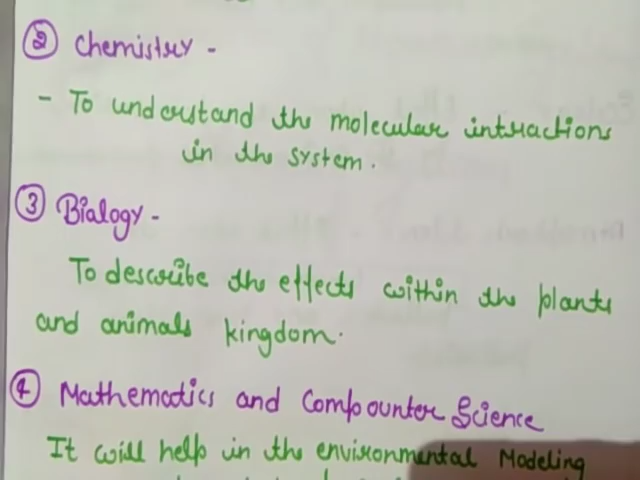 ② Chemistry -
- To understand the molecular intractions
in the system.
③ Bialogy -
To describe the effects within the plants
and animals kingdom.
④ Mathematics and Compounter Science
It will help in the environmental Modeling